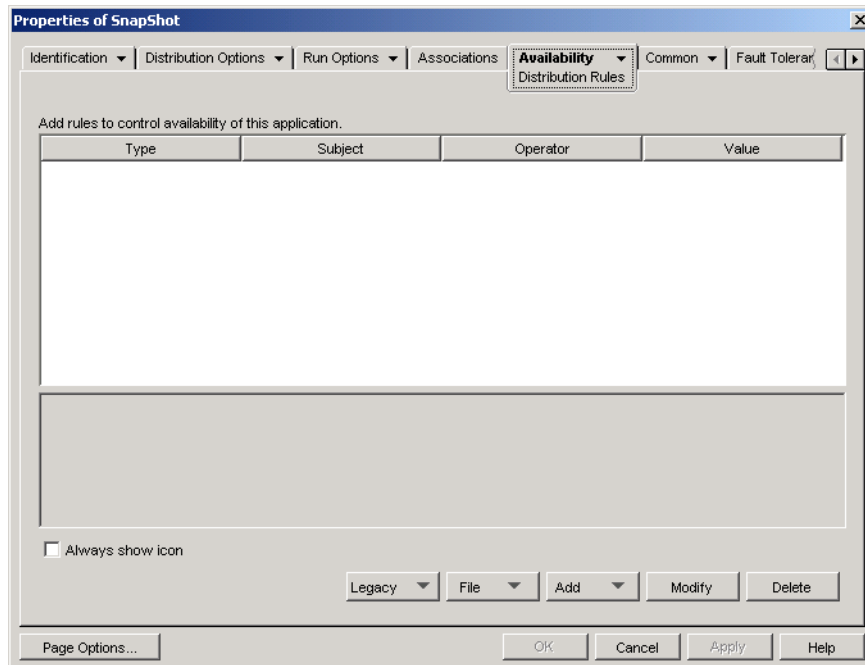 Properties of SnapShot
Identification Distribution Options Run Options Associations Availability Common Fault Toleran
Distribution Rules
Add rules to control availability of this application.
Type Subject Operator Value
Always show icon
Legacy File Add Modify Delete
Page Options... OK Cancel Apply Help